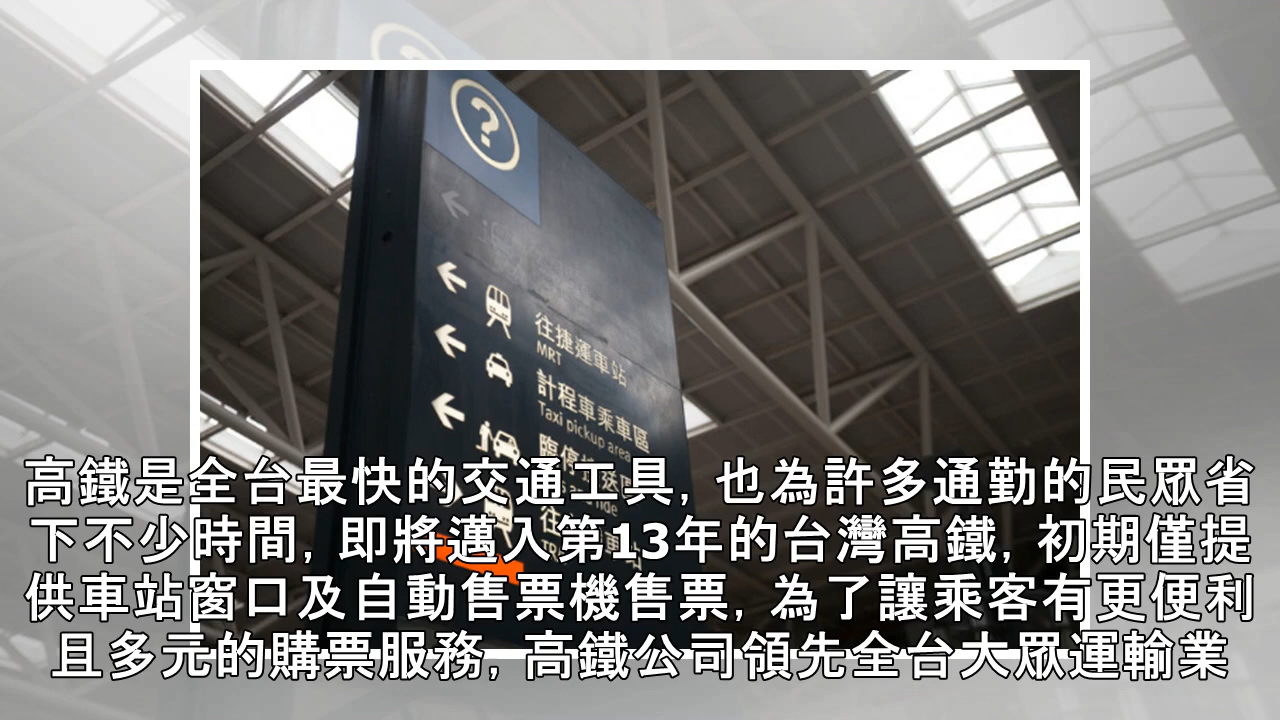 ?
往捷運車站
MRT
計程車乘車區
Taxi pickup area
高鐵是全台最快的交通工具, 也為許多通勤的民眾省
下不少時間, 即將邁入第13年的台灣高鐵, 初期僅提
供車站窗口及自動售票機售票, 為了讓乘客有更便利
且多元的購票服務, 高鐵公司領先全台大眾運輸業